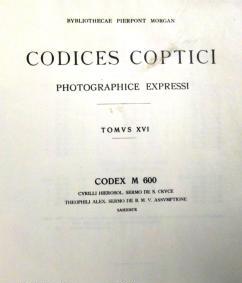 BYBLIOTHECAE PIERPONT MORGAN
CODICES COPTICI
PHOTOGRAPHICE EXPRESSI
TOMVS XVI
CODEX M 600
CYRILLI HIEROSOL. SERMO DE S. CRVCE
THEOPHILI ALEX. SERMO DE B. M. V. ASSVMPTIONE
SAHIDICE